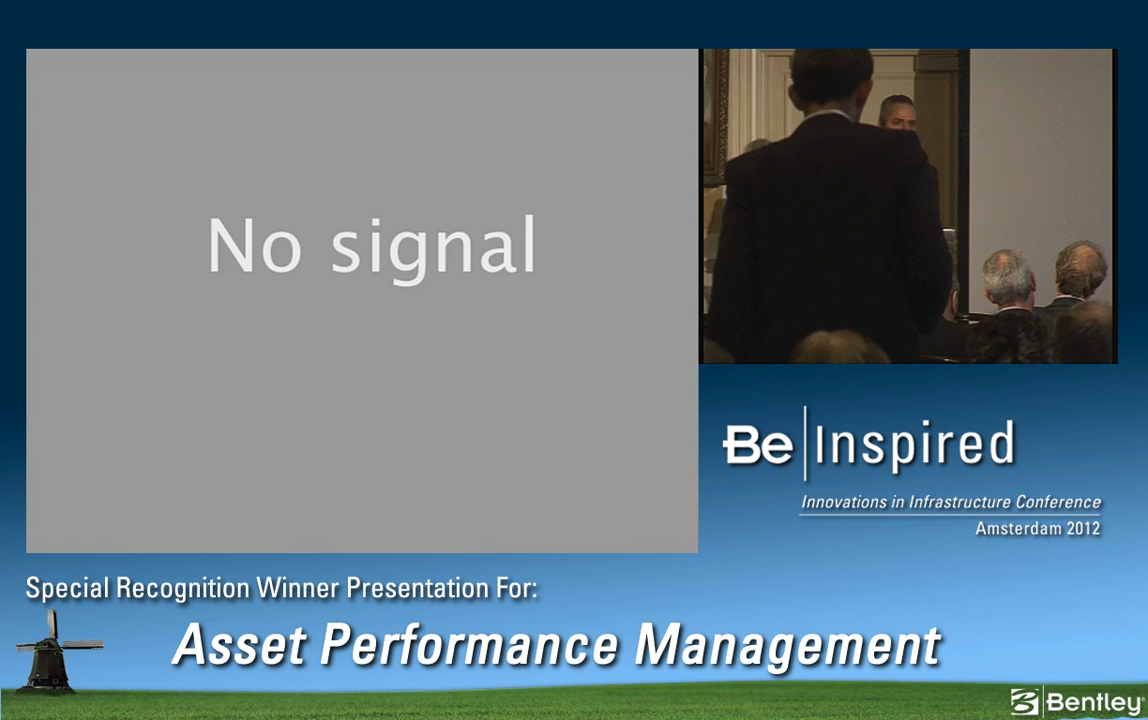 No signal
Be Inspired
Innovations in Infrastructure Conference
Amsterdam 2012
Special Recognition Winner Presentation For:
Asset Performance Management
Bentley